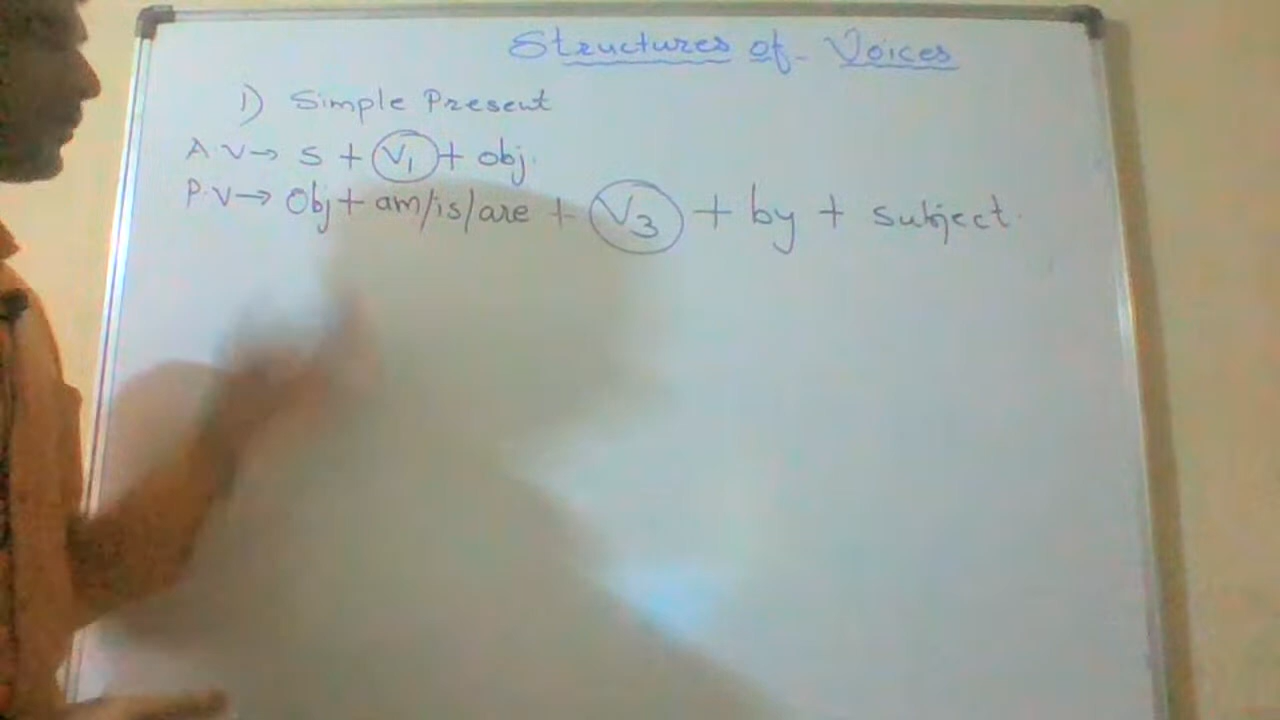 Structures of Voices
1) Simple Present
A V→ S + V1 + obj.
P.V→ Obj + am/is/are + V3 + by + subject.